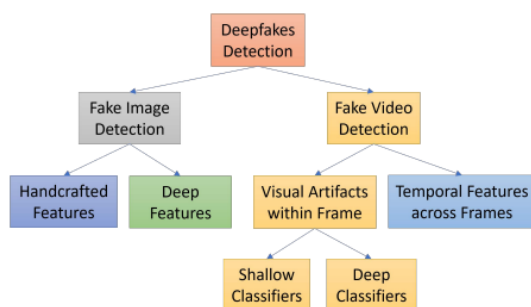 Deepfakes
Detection
Fake Image
Detection
Fake Video
Detection
Handcrafted
Features
Deep
Features
Visual Artifacts
within Frame
Temporal Features
across Frames
Shallow
Classifiers
Deep
Classifiers